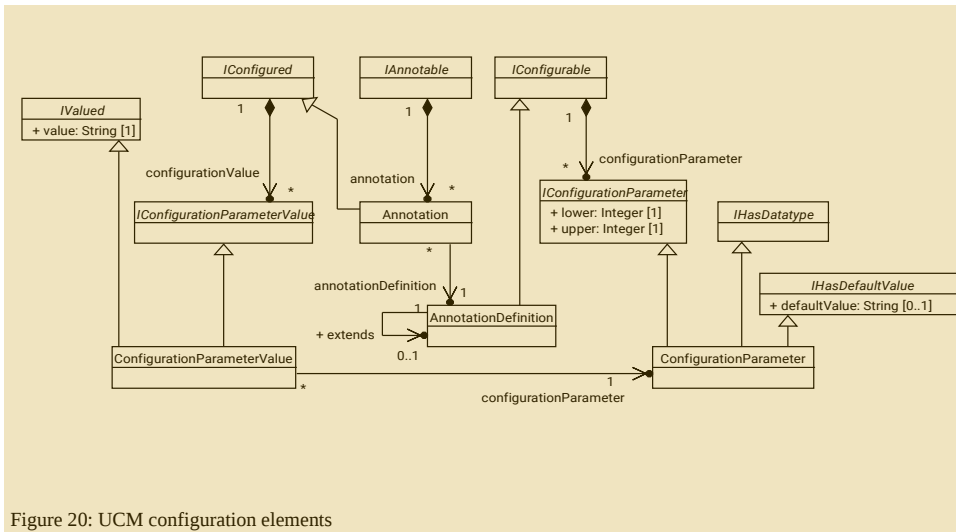 IConfigured
IAnnotable
IConfigurable
1
1
1
IValued
+ value: String [1]
configurationValue
*
annotation
*
*
configurationParameter
IConfigurationParameterValue
Annotation
IConfigurationParameter
+ lower: Integer [1]
+ upper: Integer [1]
IHasDatatype
*
annotationDefinition
1
IHasDefaultValue
+ defaultValue: String [0..1]
1
AnnotationDefinition
+ extends
0..1
ConfigurationParameterValue
ConfigurationParameter
*
1
configurationParameter
Figure 20: UCM configuration elements